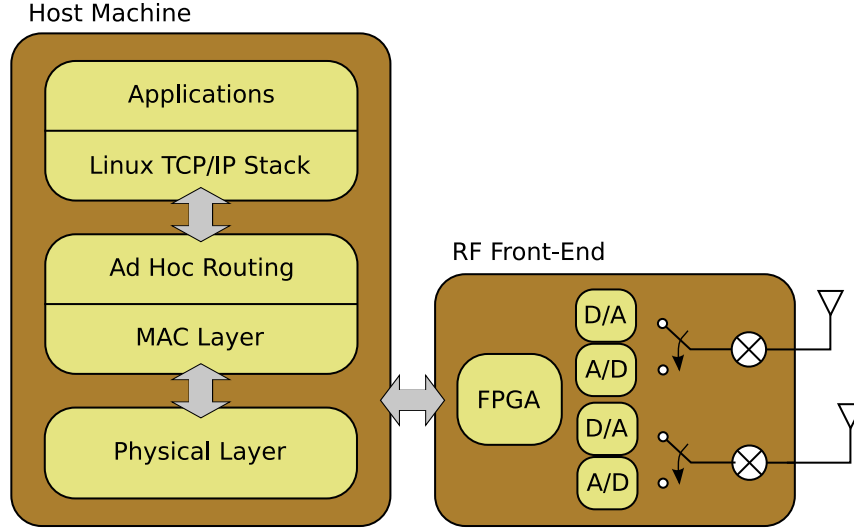 Host Machine
Applications
Linux TCP/IP Stack
Ad Hoc Routing
MAC Layer
Physical Layer
RF Front-End
FPGA
D/A
A/D
D/A
A/D